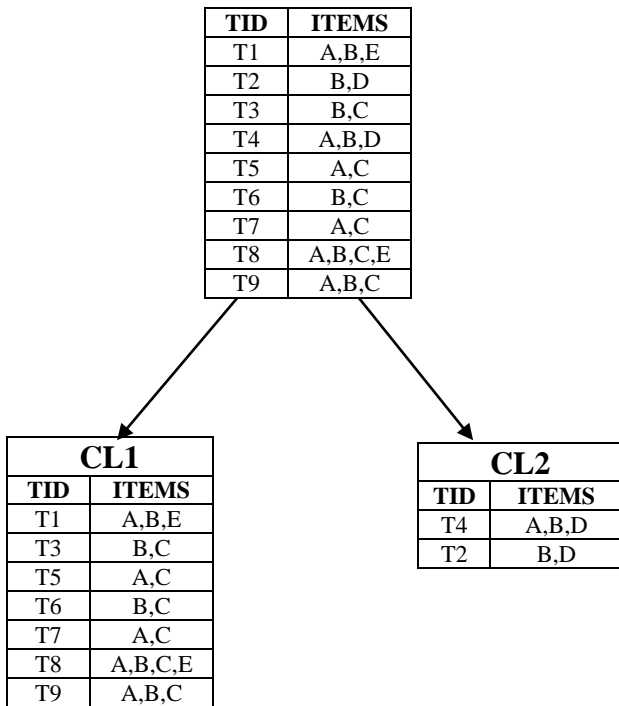 TID ITEMS
T1 A,B,E
T2 B,D
T3 B,C
T4 A,B,D
T5 A,C
T6 B,C
T7 A,C
T8 A,B,C,E
T9 A,B,C
CL1
TID ITEMS
T1 A,B,E
T3 B,C
T5 A,C
T6 B,C
T7 A,C
T8 A,B,C,E
T9 A,B,C
CL2
TID ITEMS
T4 A,B,D
T2 B,D